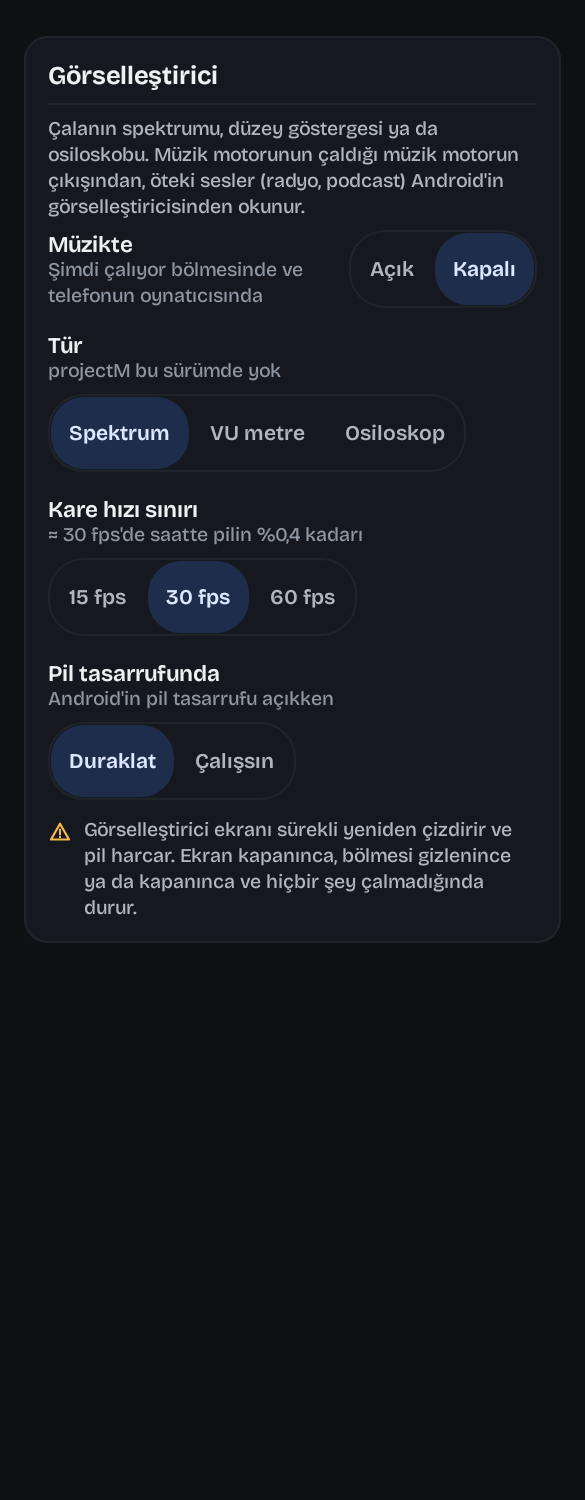 Görselleştirici
Çalanın spektrumu, düzey göstergesi ya da
osiloskobu. Müzik motorunun çaldığı müzik motorun
çıkışından, öteki sesler (radyo, podcast) Android'in
görselleştiricisinden okunur.
Müzikte
Şimdi çalıyor bölmesinde ve
telefonun oynatıcısında
Açık Kapalı
Tür
projectM bu sürümde yok
Spektrum VU metre Osiloskop
Kare hızı sınırı
≈ 30 fps'de saatte pilin %0,4 kadarı
15 fps 30 fps 60 fps
Pil tasarrufunda
Android'in pil tasarrufu açıkken
Duraklat Çalışsın
Görselleştirici ekranı sürekli yeniden çizdirir ve
pil harcar. Ekran kapanınca, bölmesi gizlenince
ya da kapanınca ve hiçbir şey çalmadığında
durur.